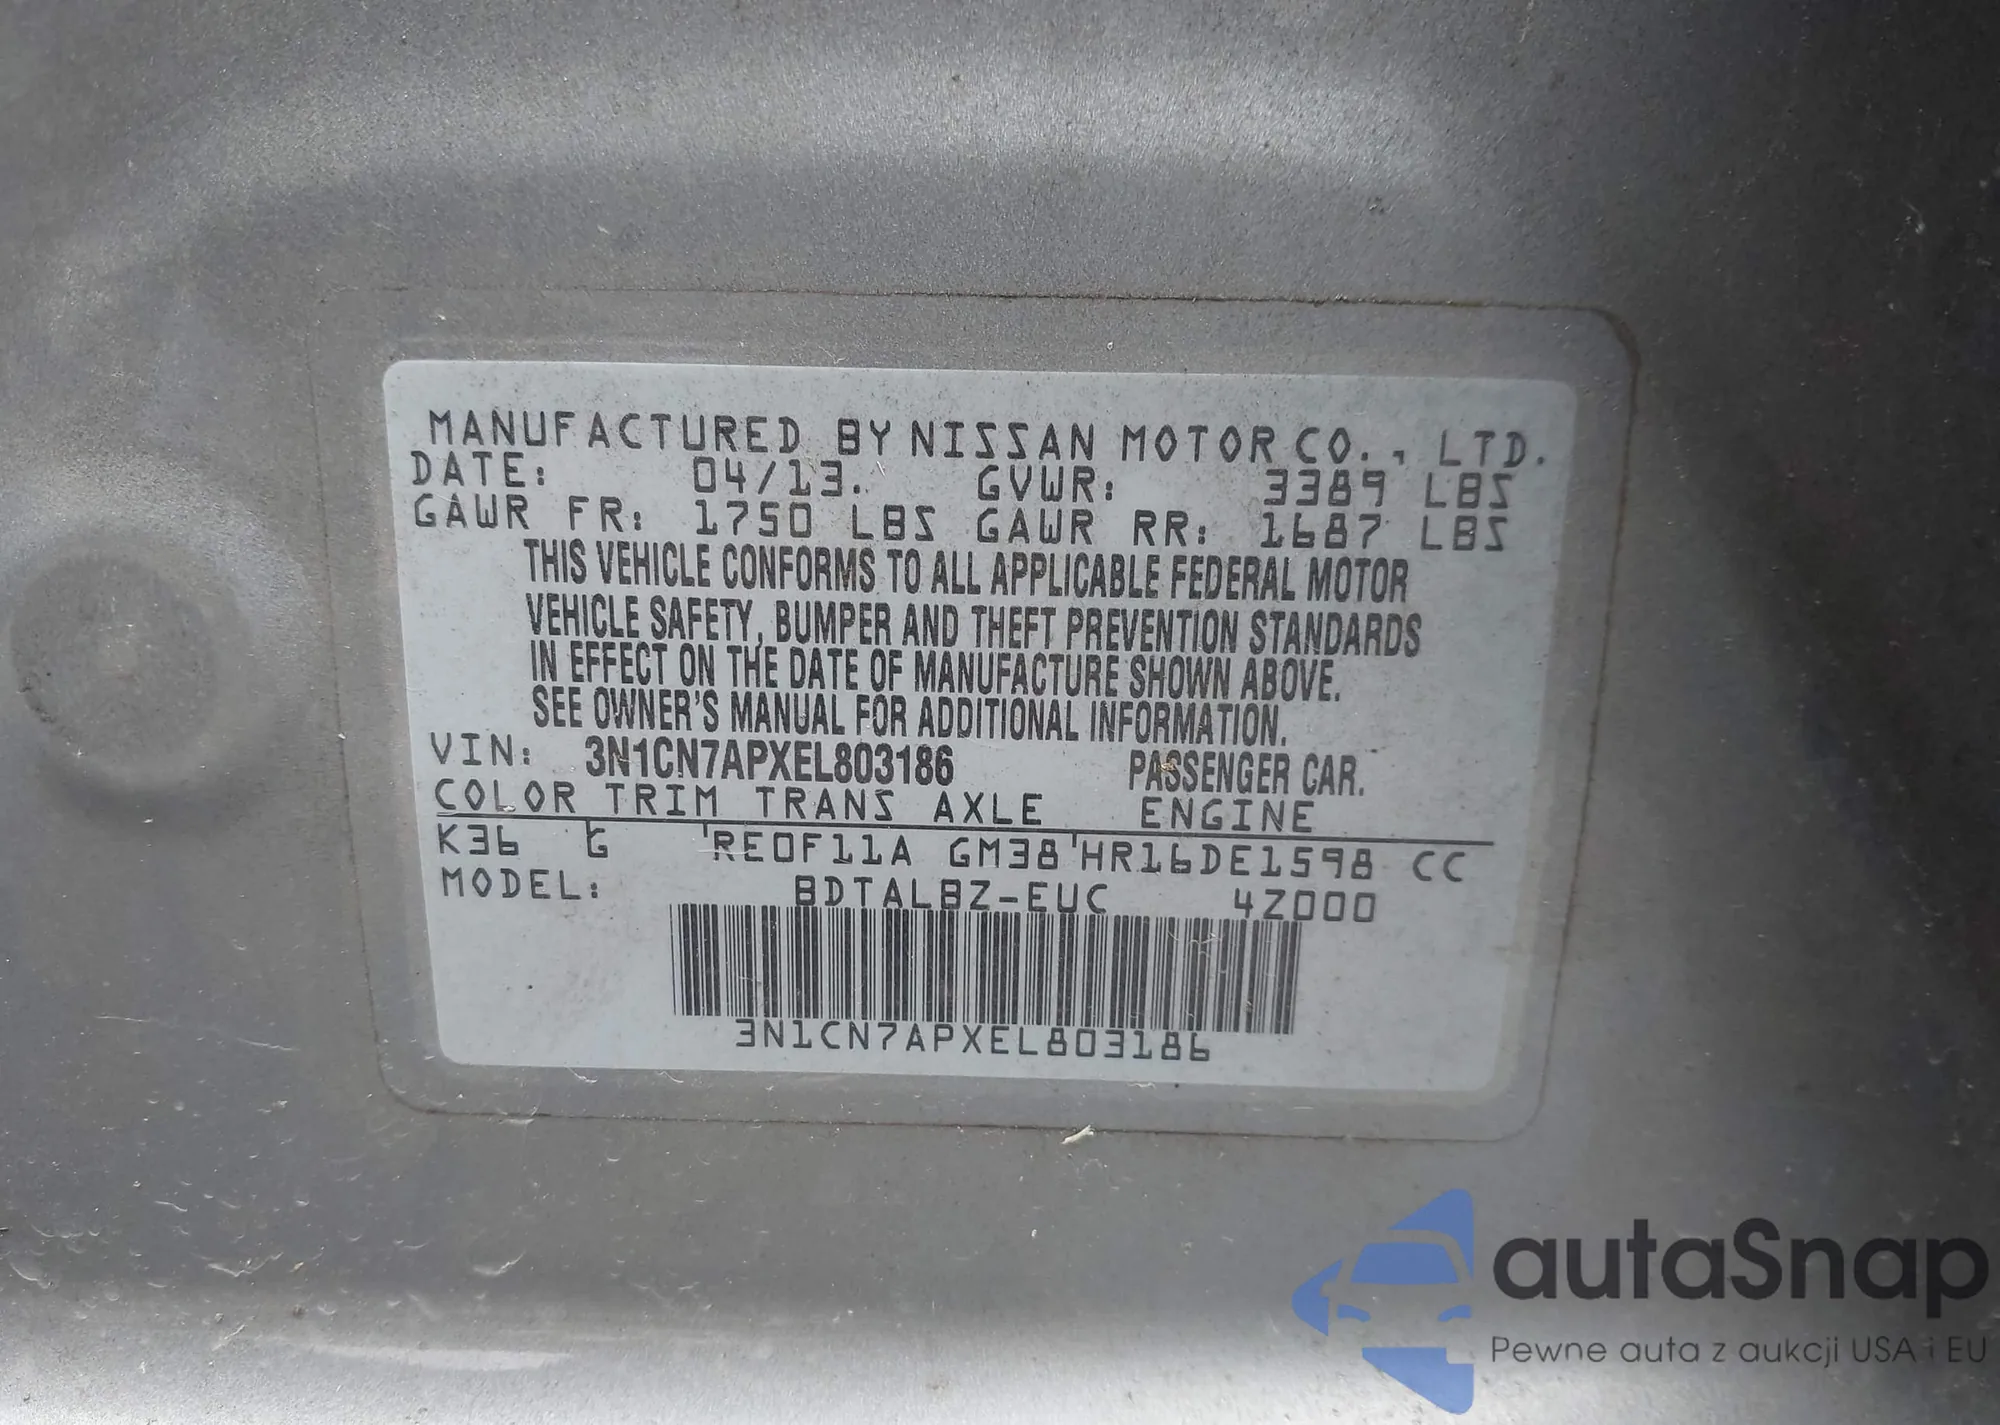 MANUFACTURED BY NISSAN MOTOR CO., LTD.
DATE: 04/13. GVWR: 3389 LBS
GAWR FR: 1750 LBS GAWR RR: 1687 LBS
THIS VEHICLE CONFORMS TO ALL APPLICABLE FEDERAL MOTOR
VEHICLE SAFETY, BUMPER AND THEFT PREVENTION STANDARDS
IN EFFECT ON THE DATE OF MANUFACTURE SHOWN ABOVE.
SEE OWNER'S MANUAL FOR ADDITIONAL INFORMATION.
VIN: 3N1CN7APXEL803186 PASSENGER CAR.
COLOR TRIM TRANS AXLE ENGINE
K36 G RE0F11A GM38 HR16DE1598 CC
MODEL: BDTALBZ-EUC 4Z000
3N1CN7APXEL803186
autaSnap
Pewne auta z aukcji USA i EU